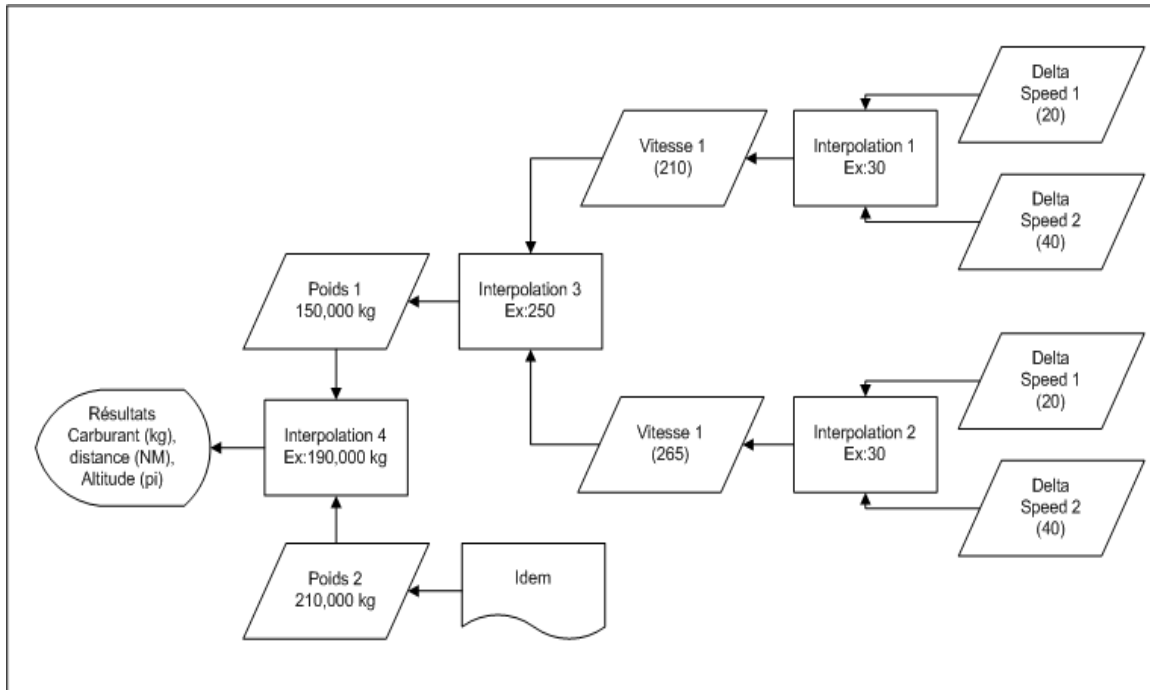 Delta
Speed 1
(20)
Vitesse 1
(210)
Interpolation 1
Ex:30
Delta
Speed 2
(40)
Poids 1
150,000 kg
Interpolation 3
Ex:250
Delta
Speed 1
(20)
Résultats
Carburant (kg),
distance (NM),
Altitude (pi)
Interpolation 4
Ex:190,000 kg
Vitesse 1
(265)
Interpolation 2
Ex:30
Delta
Speed 2
(40)
Poids 2
210,000 kg
Idem